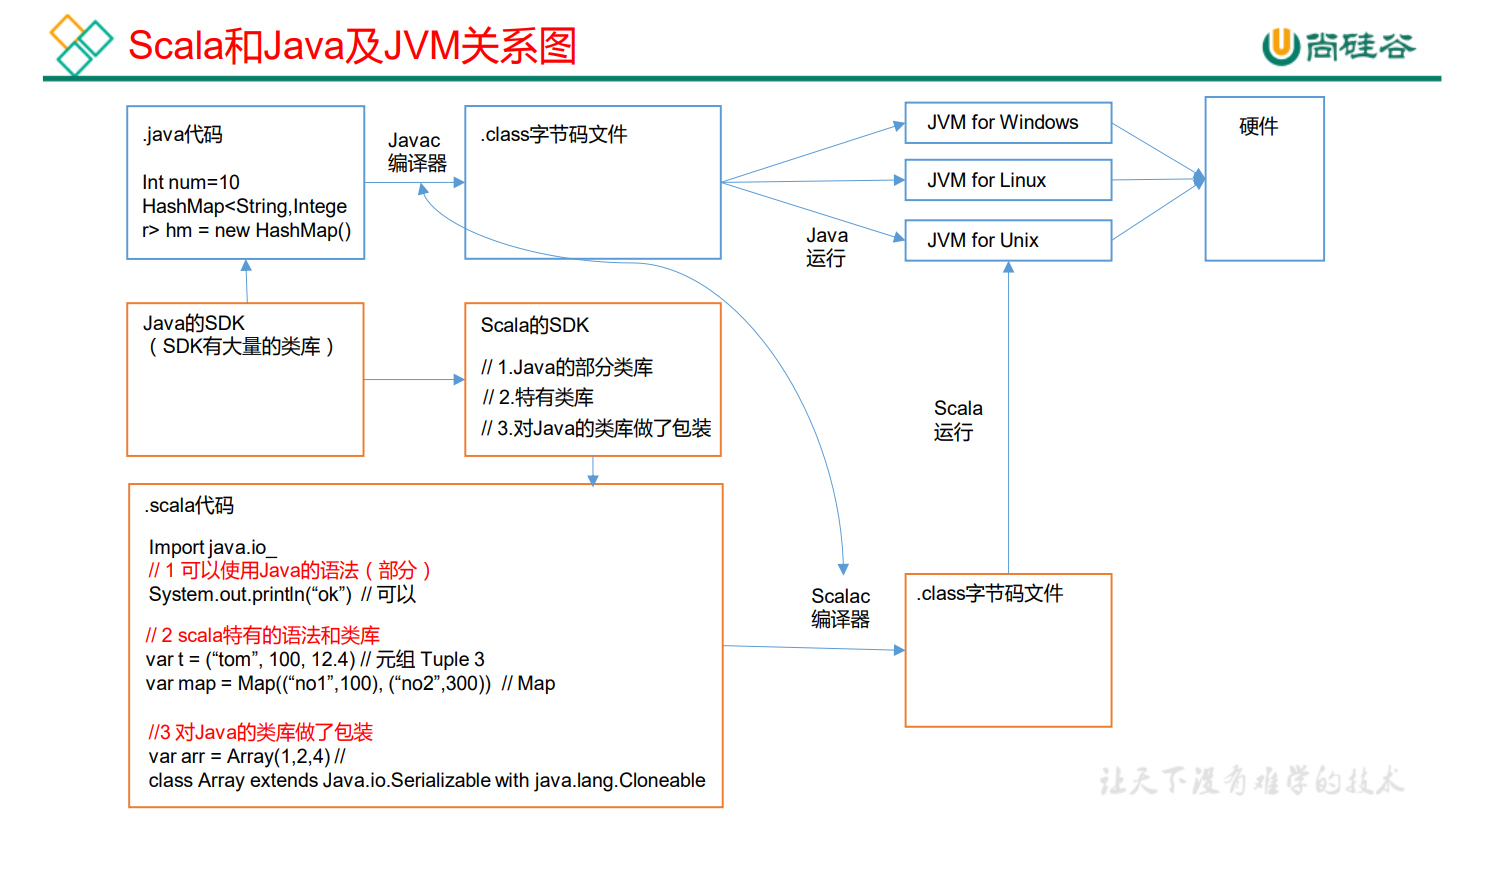 Scala和Java及JVM关系图
尚硅谷
.java代码
Int num=10
HashMap<String,Intege
r> hm = new HashMap()
Javac
编译器
.class字节码文件
Java
运行
JVM for Windows
JVM for Linux
JVM for Unix
硬件
Java的SDK
（SDK有大量的类库）
Scala的SDK
// 1.Java的部分类库
// 2.特有类库
// 3.对Java的类库做了包装
Scala
运行
.scala代码
Import java.io_
// 1 可以使用Java的语法（部分）
System.out.println(“ok”) // 可以
// 2 scala特有的语法和类库
var t = (“tom”, 100, 12.4) // 元组 Tuple 3
var map = Map((“no1”,100), (“no2”,300)) // Map
//3 对Java的类库做了包装
var arr = Array(1,2,4) //
class Array extends Java.io.Serializable with java.lang.Cloneable
Scalac
编译器
.class字节码文件
让天下没有难学的技术